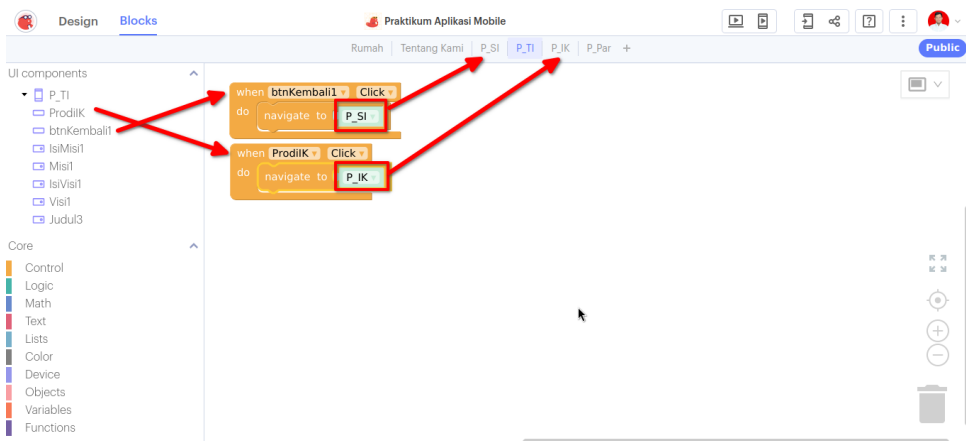 Design Blocks Praktikum Aplikasi Mobile
Rumah Tentang Kami P_SI P_TI P_IK P_Par + Public
UI components
P_TI
ProdiIK
btnKembali1
IsiMisi1
Misi1
IsiVisi1
Visi1
Judul3
Core
Control
Logic
Math
Text
Lists
Color
Device
Objects
Variables
Functions
when btnKembali1 Click
do navigate to P_SI
when ProdiIK Click
do navigate to P_IK